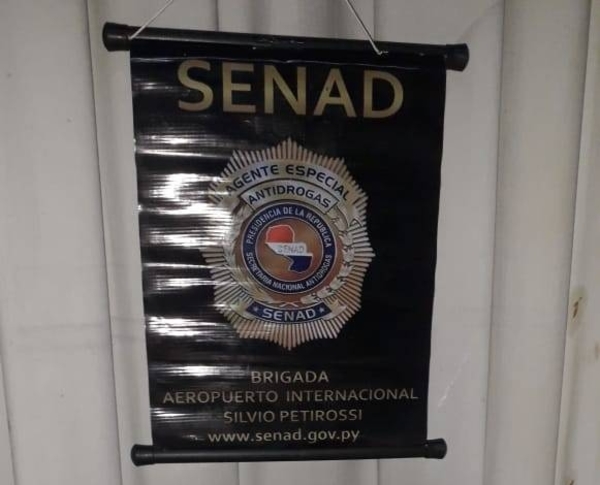 SENAD
AGENTE ESPECIAL
ANTIDROGAS
PRESIDENCIA DE LA REPÚBLICA
SENAD
SECRETARIA NACIONAL ANTIDROGAS
SENAD
BRIGADA
AEROPUERTO INTERNACIONAL
SILVIO PETIROSSI
www.senad.gov.py